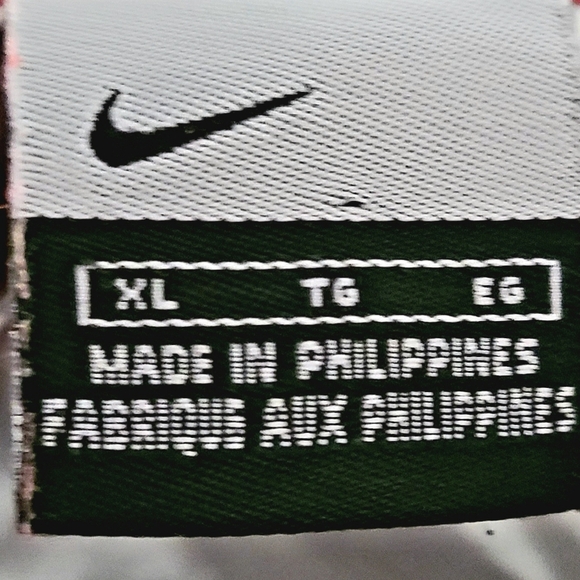 XL TG EG
MADE IN PHILIPPINES
FABRIQUE AUX PHILIPPINES